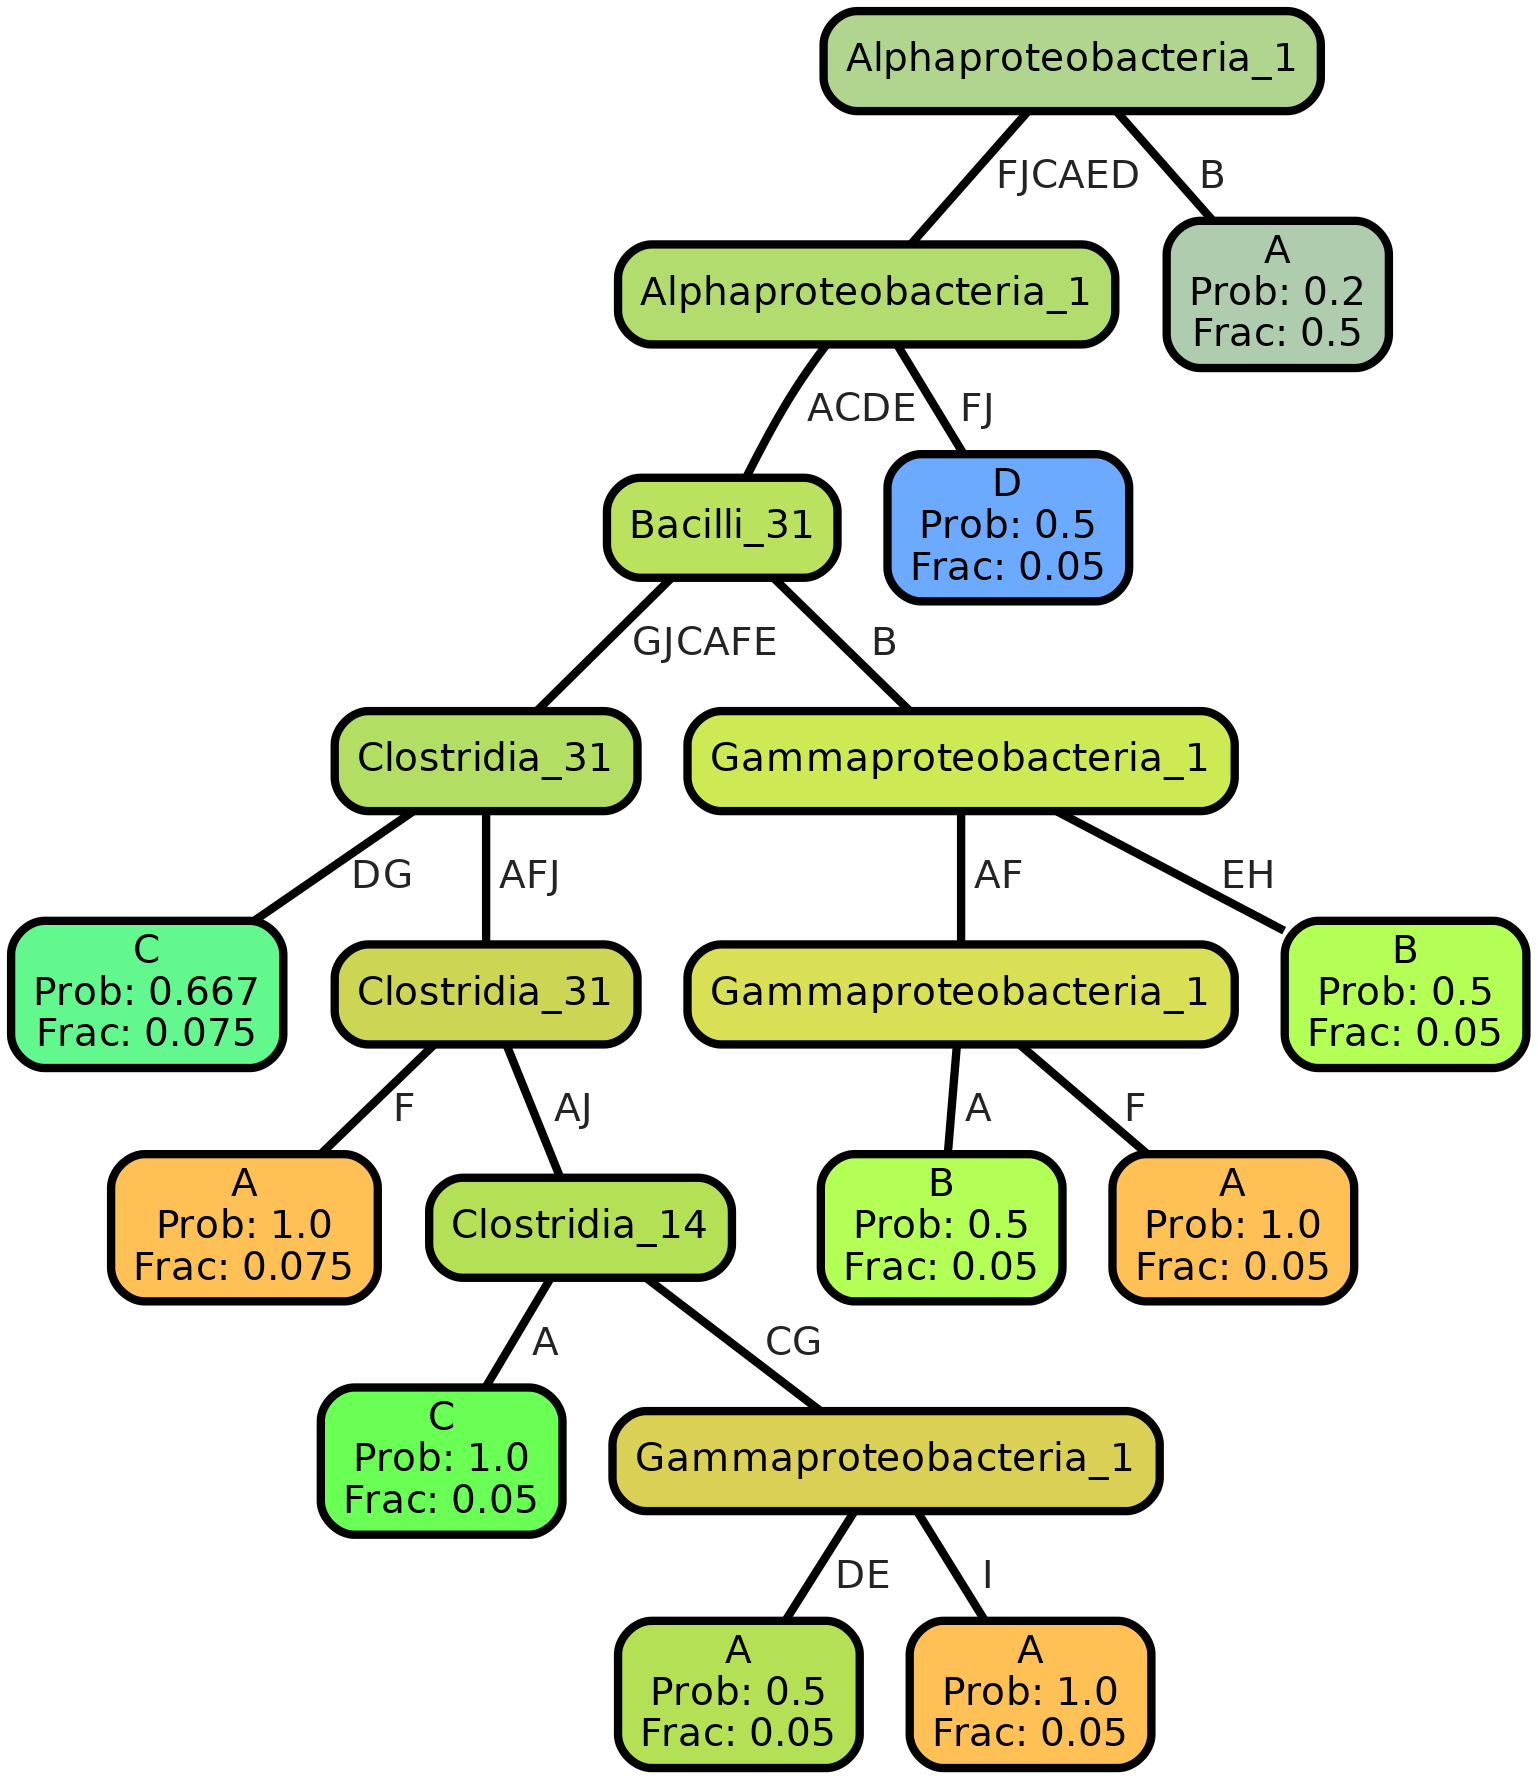 Alphaproteobacteria_1
FJCAED
B
Alphaproteobacteria_1
A
Prob: 0.2
Frac: 0.5
ACDE
FJ
Bacilli_31
D
Prob: 0.5
Frac: 0.05
GJCAFE
B
Clostridia_31
Gammaproteobacteria_1
DG
AFJ
AF
EH
C
Prob: 0.667
Frac: 0.075
Clostridia_31
Gammaproteobacteria_1
B
Prob: 0.5
Frac: 0.05
F
AJ
A
F
A
Prob: 1.0
Frac: 0.075
Clostridia_14
B
Prob: 0.5
Frac: 0.05
A
Prob: 1.0
Frac: 0.05
A
CG
C
Prob: 1.0
Frac: 0.05
Gammaproteobacteria_1
DE
I
A
Prob: 0.5
Frac: 0.05
A
Prob: 1.0
Frac: 0.05